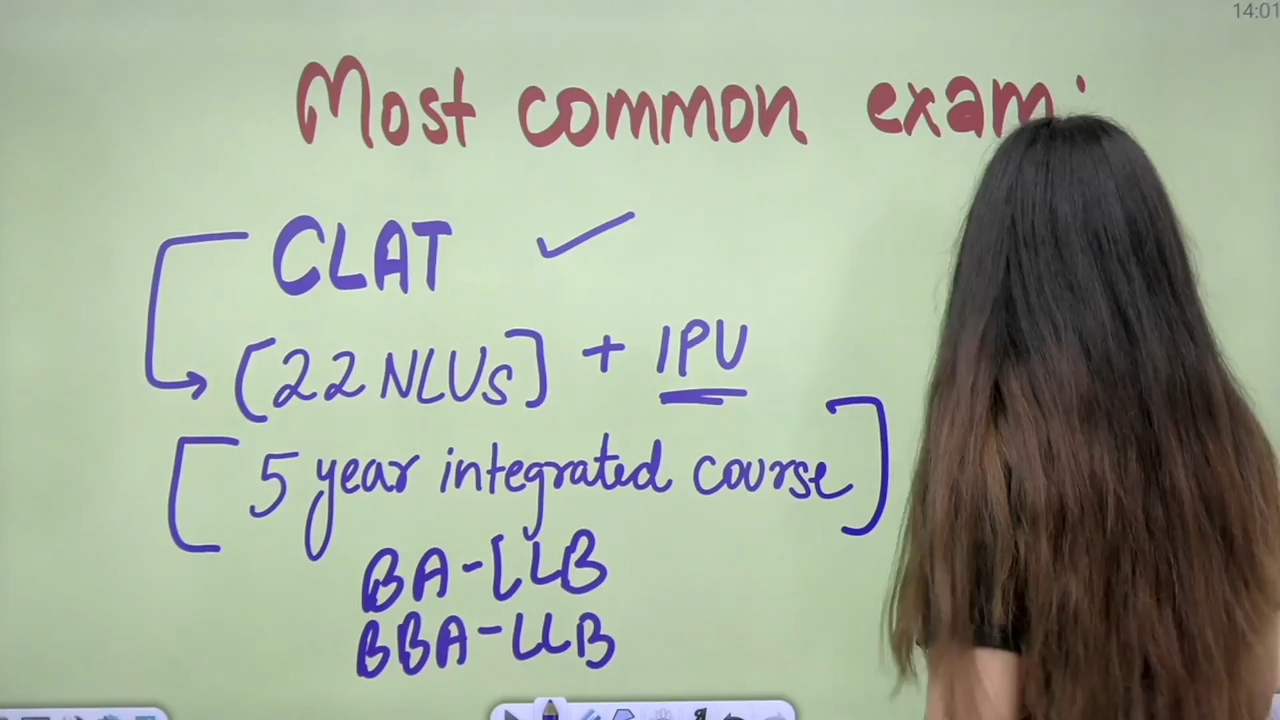 14:01
Most common exam:
CLAT ✓
[22 NLUs] + IPU
[5 year integrated course]
BA-LLB
BBA-LLB